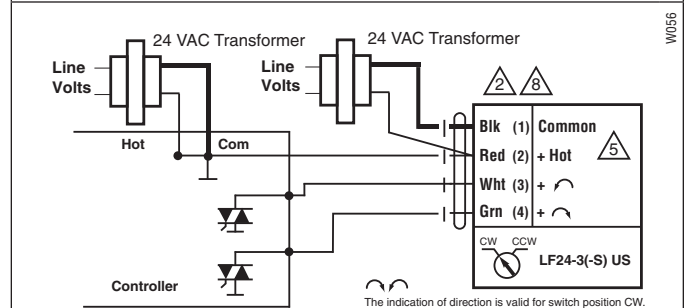 W056
24 VAC Transformer
24 VAC Transformer
Line
Volts
Line
Volts
2 8
Hot Com
Blk (1) Common
5
Red (2) + Hot
Wht (3) +
Grn (4) +
CW CCW
LF24-3(-S) US
Controller
The indication of direction is valid for switch position CW.